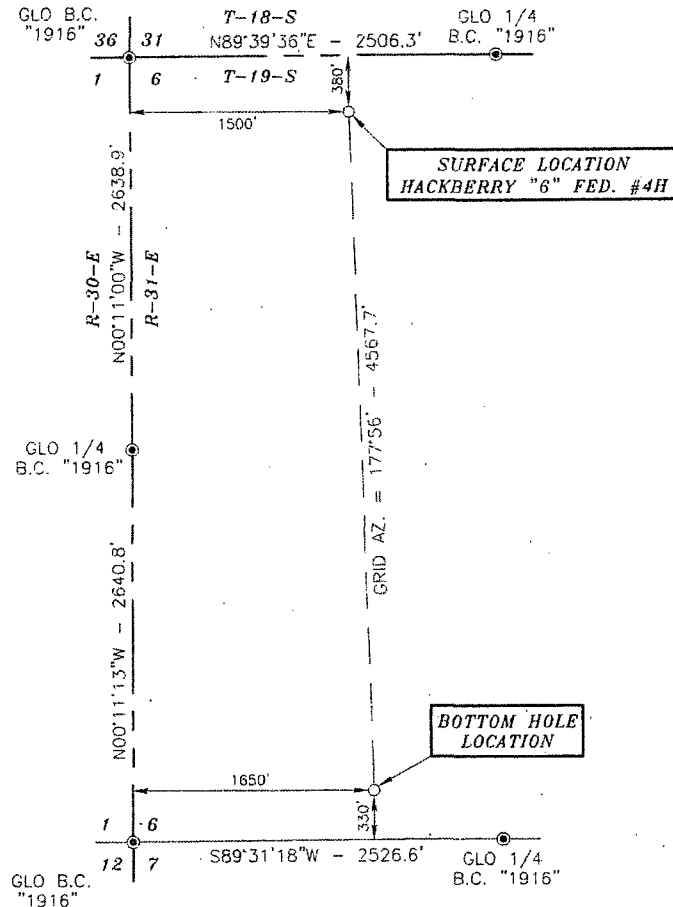 GLO B.C.
"1916"
36 31
T-18-S
N89°39'36"E - 2506.3'
GLO 1/4
B.C. "1916"
1 6
T-19-S
380'
1500'
SURFACE LOCATION
HACKBERRY "6" FED. #4H
N00°11'00"W - 2638.9'
R-30-E
R-31-E
GRID AZ. = 177°56' - 4567.7'
GLO 1/4
B.C. "1916"
N00°11'13"W - 2640.8'
BOTTOM HOLE
LOCATION
1650'
330'
1 6
12 7
S89°31'18"W - 2526.6'
GLO B.C.
"1916"
GLO 1/4
B.C. "1916"